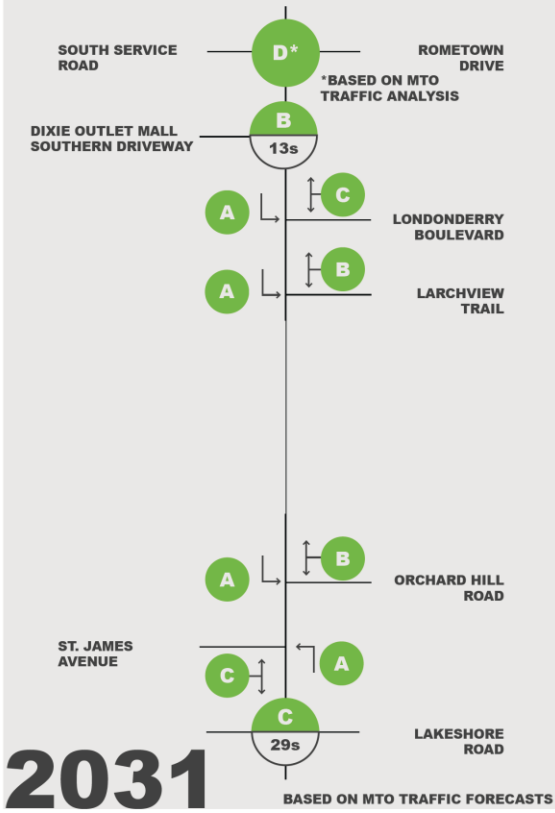 SOUTH SERVICE
ROAD
D*
ROMETOWN
DRIVE
*BASED ON MTO
TRAFFIC ANALYSIS
DIXIE OUTLET MALL
SOUTHERN DRIVEWAY
B
13s
A
C
LONDONDERRY
BOULEVARD
A
B
LARCHVIEW
TRAIL
A
B
ORCHARD HILL
ROAD
ST. JAMES
AVENUE
C
A
C
29s
LAKESHORE
ROAD
2031
BASED ON MTO TRAFFIC FORECASTS